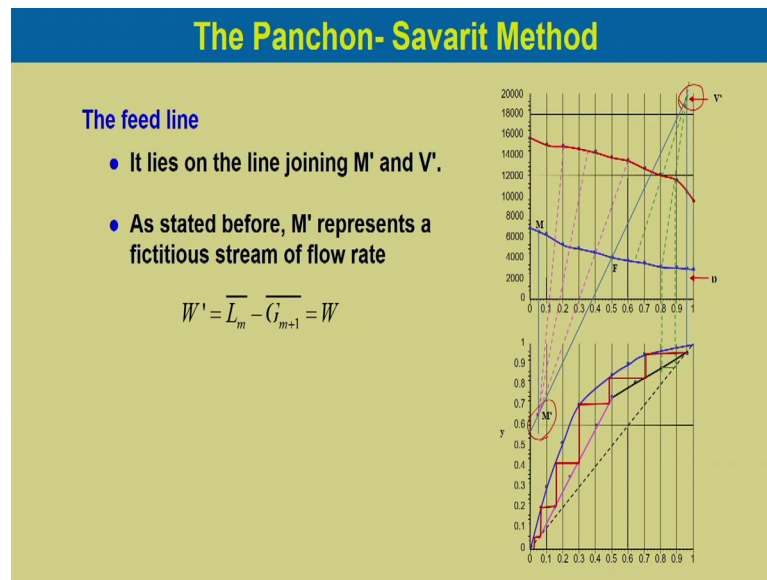 The Panchon- Savarit Method
The feed line
• It lies on the line joining M' and V'.
• As stated before, M' represents a
fictitious stream of flow rate
W' = L̅m̅ – G̅m+1̅ = W
20000
18000
16000
14000
12000
10000
8000
6000
4000
2000
0
V'
M
F
D
0 0.1 0.2 0.3 0.4 0.5 0.6 0.7 0.8 0.9 1
1
0.9
0.8
0.7
0.6
0.5
0.4
0.3
0.2
0.1
0
M'
y
0 0.1 0.2 0.3 0.4 0.5 0.6 0.7 0.8 0.9 1